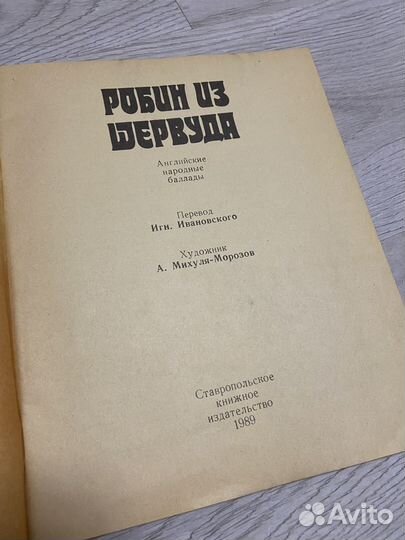 РОБИН ИЗ
ШЕРВУДА
Английские
народные
баллады
Перевод
Игн. Ивановского
Художник
А. Михуля-Морозов
Ставропольское
книжное
издательство
1989
Avito